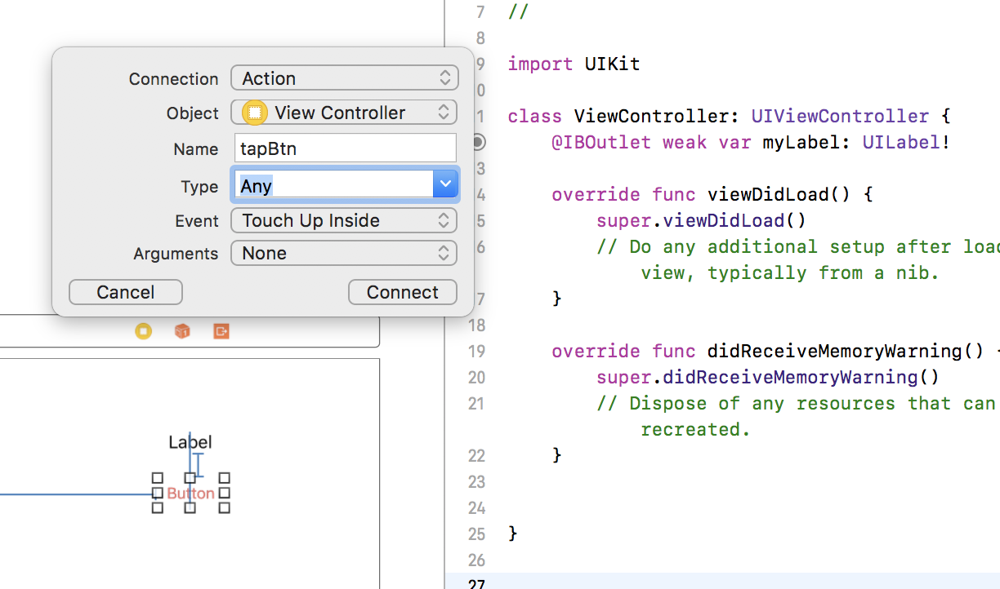 Connection Action
Object View Controller
Name tapBtn
Type Any
Event Touch Up Inside
Arguments None
Cancel Connect
1
Label
Button
7 //
8
9 import UIKit
0
1 class ViewController: UIViewController {
@IBOutlet weak var myLabel: UILabel!
3
4 override func viewDidLoad() {
5 super.viewDidLoad()
6 // Do any additional setup after load
view, typically from a nib.
7 }
18
19 override func didReceiveMemoryWarning() {
20 super.didReceiveMemoryWarning()
21 // Dispose of any resources that can
recreated.
22 }
23
24
25 }
26
27